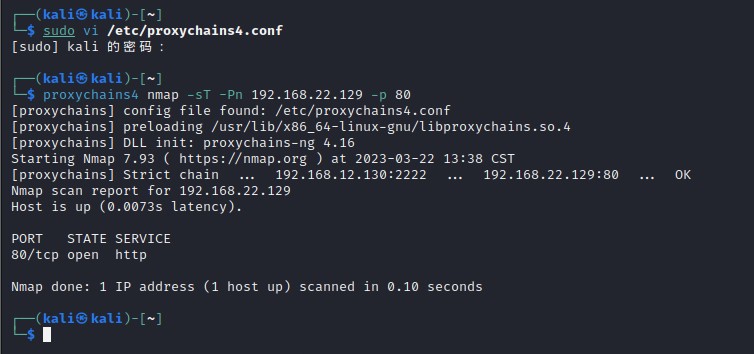 ┌──(kali㉿kali)-[~]
└─$ sudo vi /etc/proxychains4.conf
[sudo] kali 的密码：

┌──(kali㉿kali)-[~]
└─$ proxychains4 nmap -sT -Pn 192.168.22.129 -p 80
[proxychains] config file found: /etc/proxychains4.conf
[proxychains] preloading /usr/lib/x86_64-linux-gnu/libproxychains.so.4
[proxychains] DLL init: proxychains-ng 4.16
Starting Nmap 7.93 ( https://nmap.org ) at 2023-03-22 13:38 CST
[proxychains] Strict chain  ...  192.168.12.130:2222  ...  192.168.22.129:80  ...  OK
Nmap scan report for 192.168.22.129
Host is up (0.0073s latency).

PORT   STATE SERVICE
80/tcp open  http

Nmap done: 1 IP address (1 host up) scanned in 0.10 seconds

┌──(kali㉿kali)-[~]
└─$